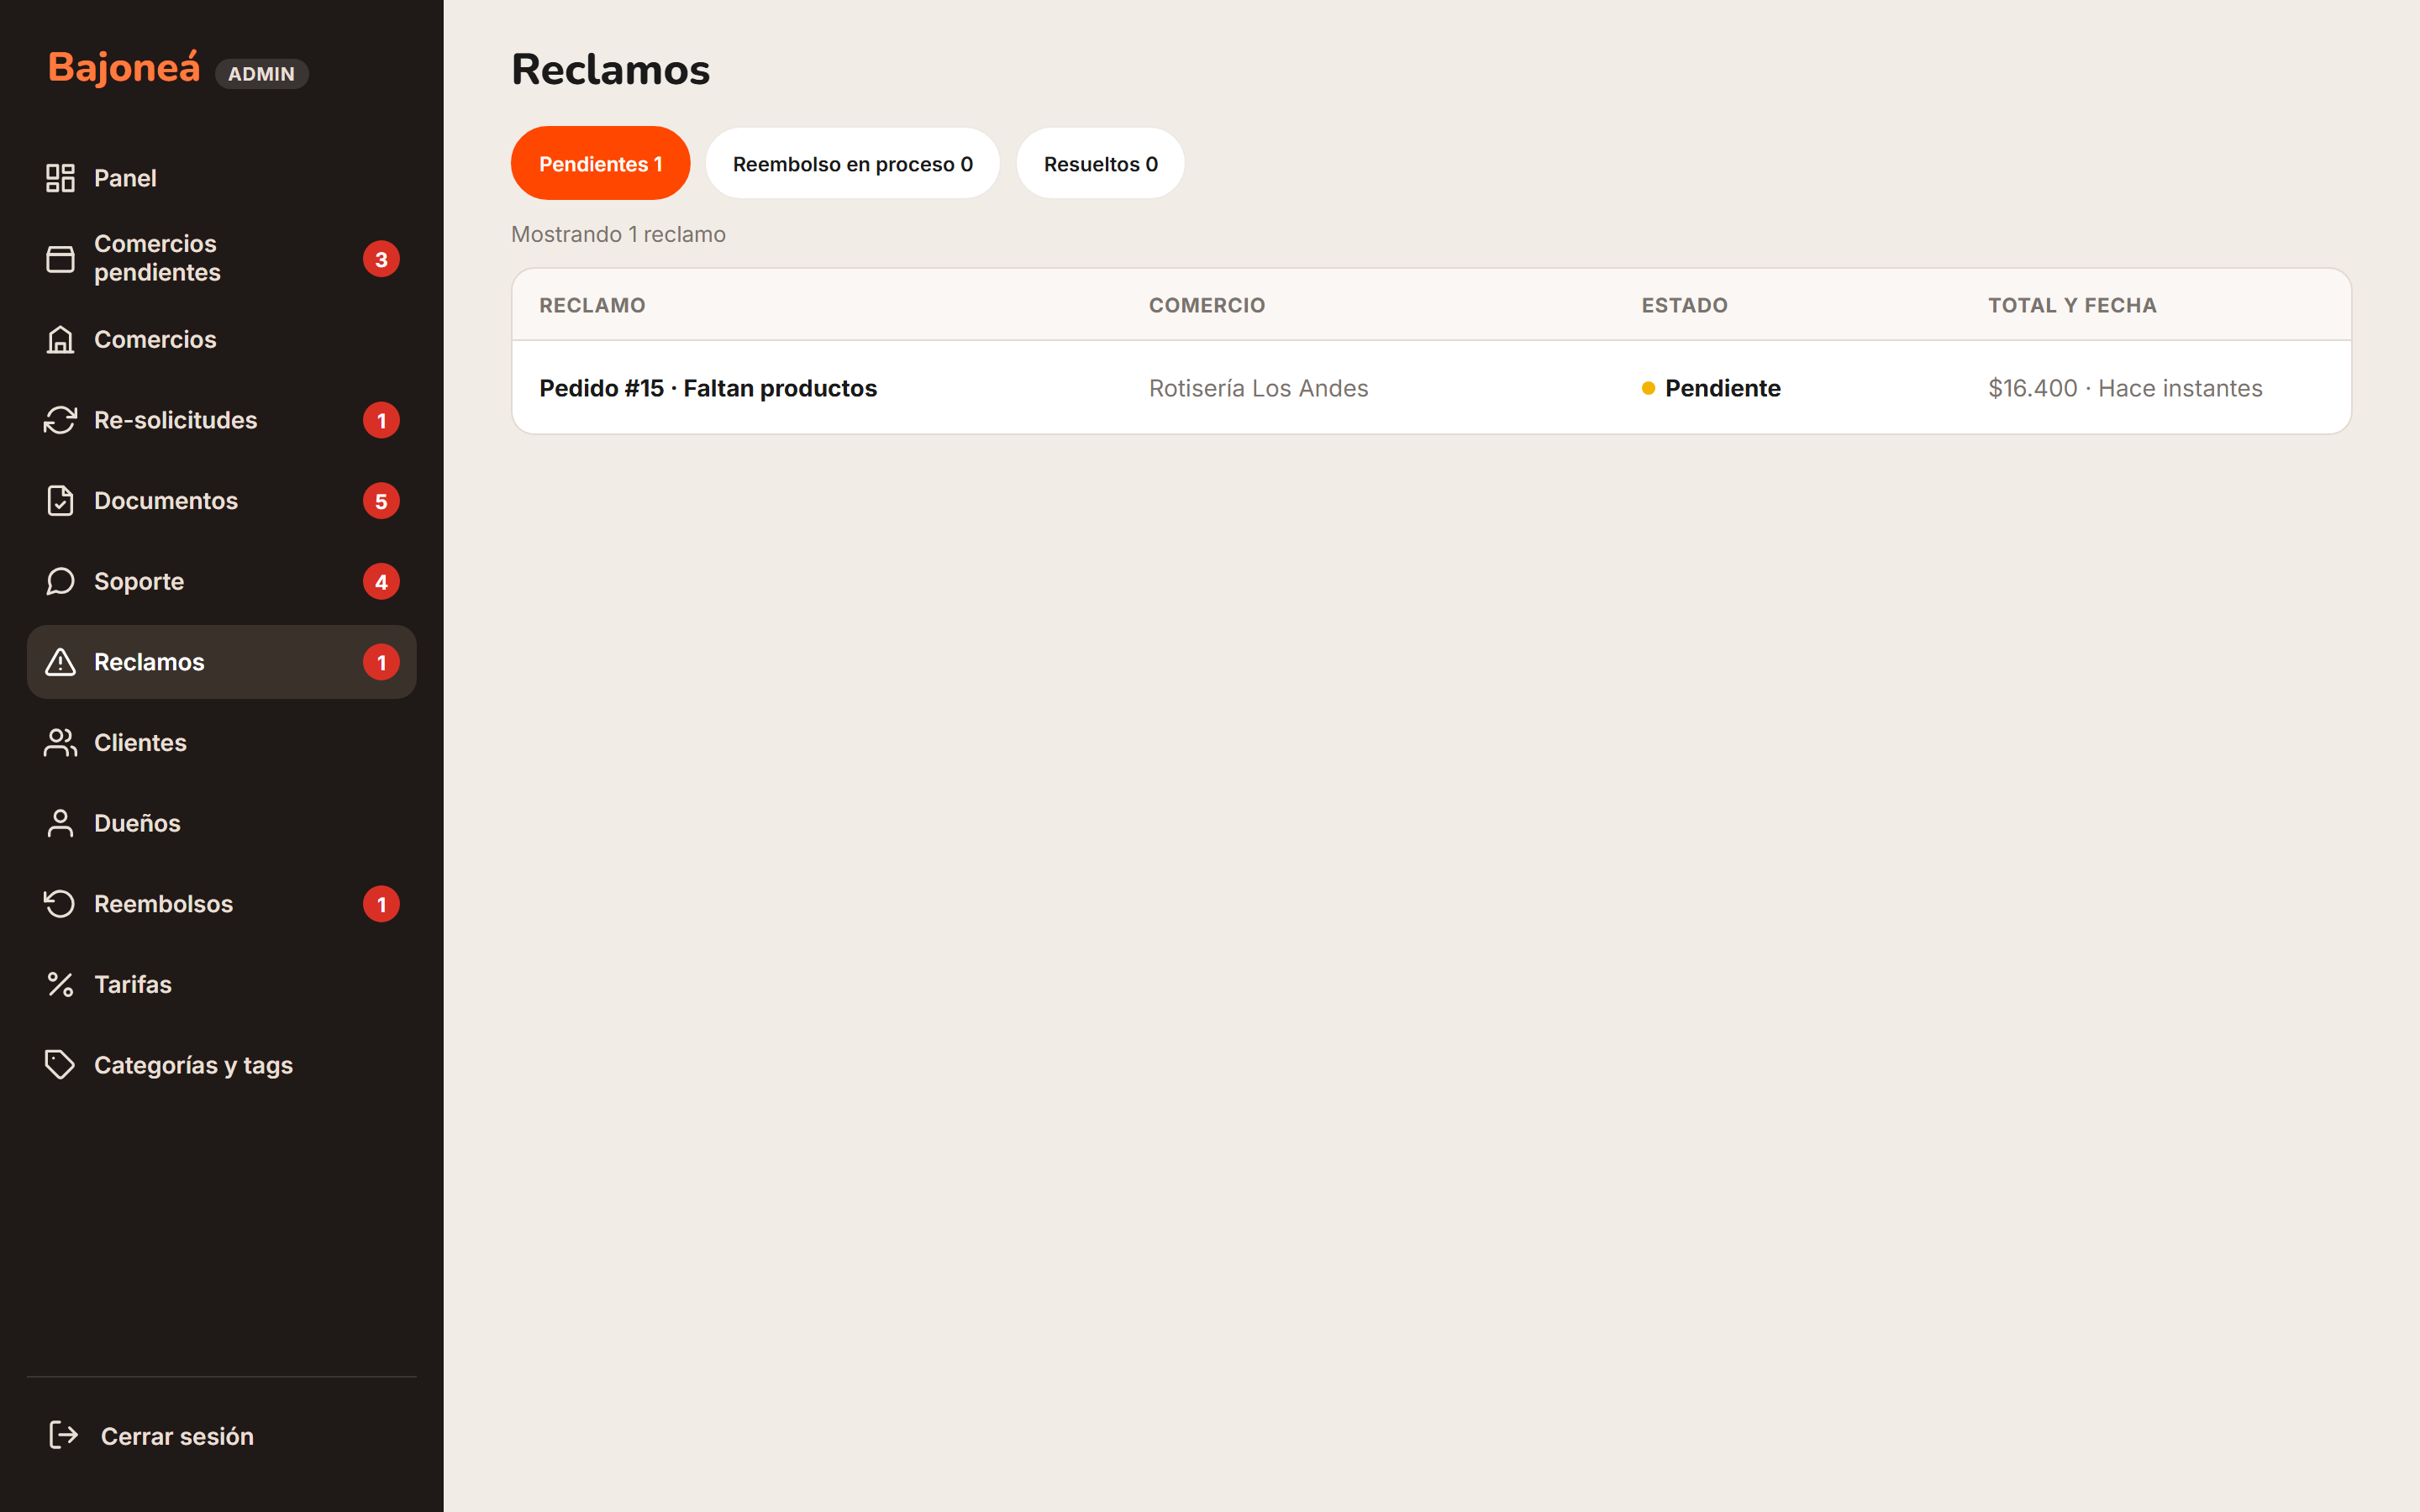 Bajoneá ADMIN
Panel
Comercios
pendientes 3
Comercios
Re-solicitudes 1
Documentos 5
Soporte 4
Reclamos 1
Clientes
Dueños
Reembolsos 1
Tarifas
Categorías y tags
Cerrar sesión
Reclamos
Pendientes 1 Reembolso en proceso 0 Resueltos 0
Mostrando 1 reclamo
RECLAMO COMERCIO ESTADO TOTAL Y FECHA
Pedido #15 · Faltan productos Rotisería Los Andes Pendiente $16.400 · Hace instantes